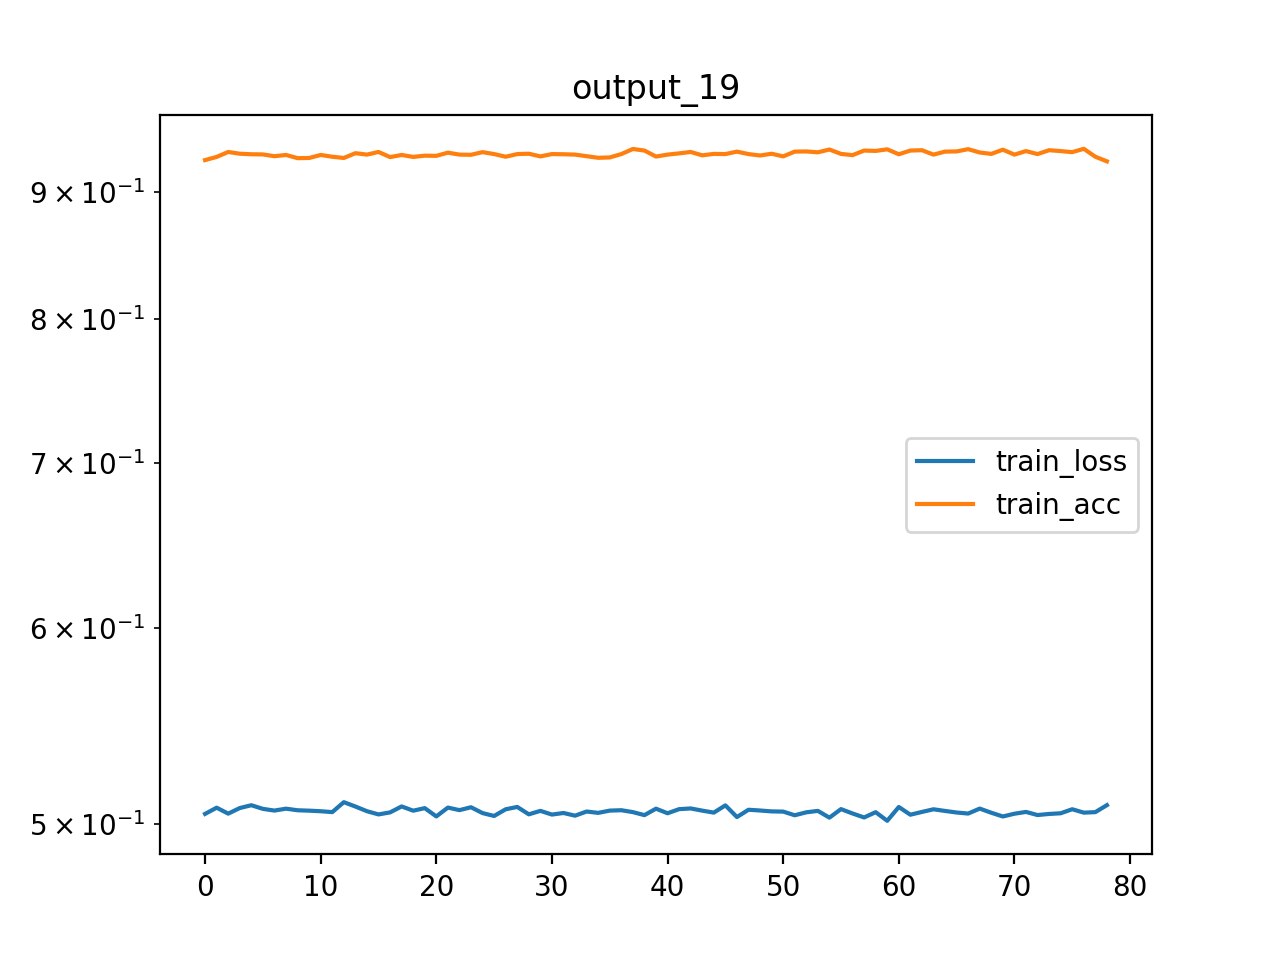 output_19
9 × 10⁻¹
8 × 10⁻¹
7 × 10⁻¹
6 × 10⁻¹
5 × 10⁻¹
train_loss
train_acc
0 10 20 30 40 50 60 70 80